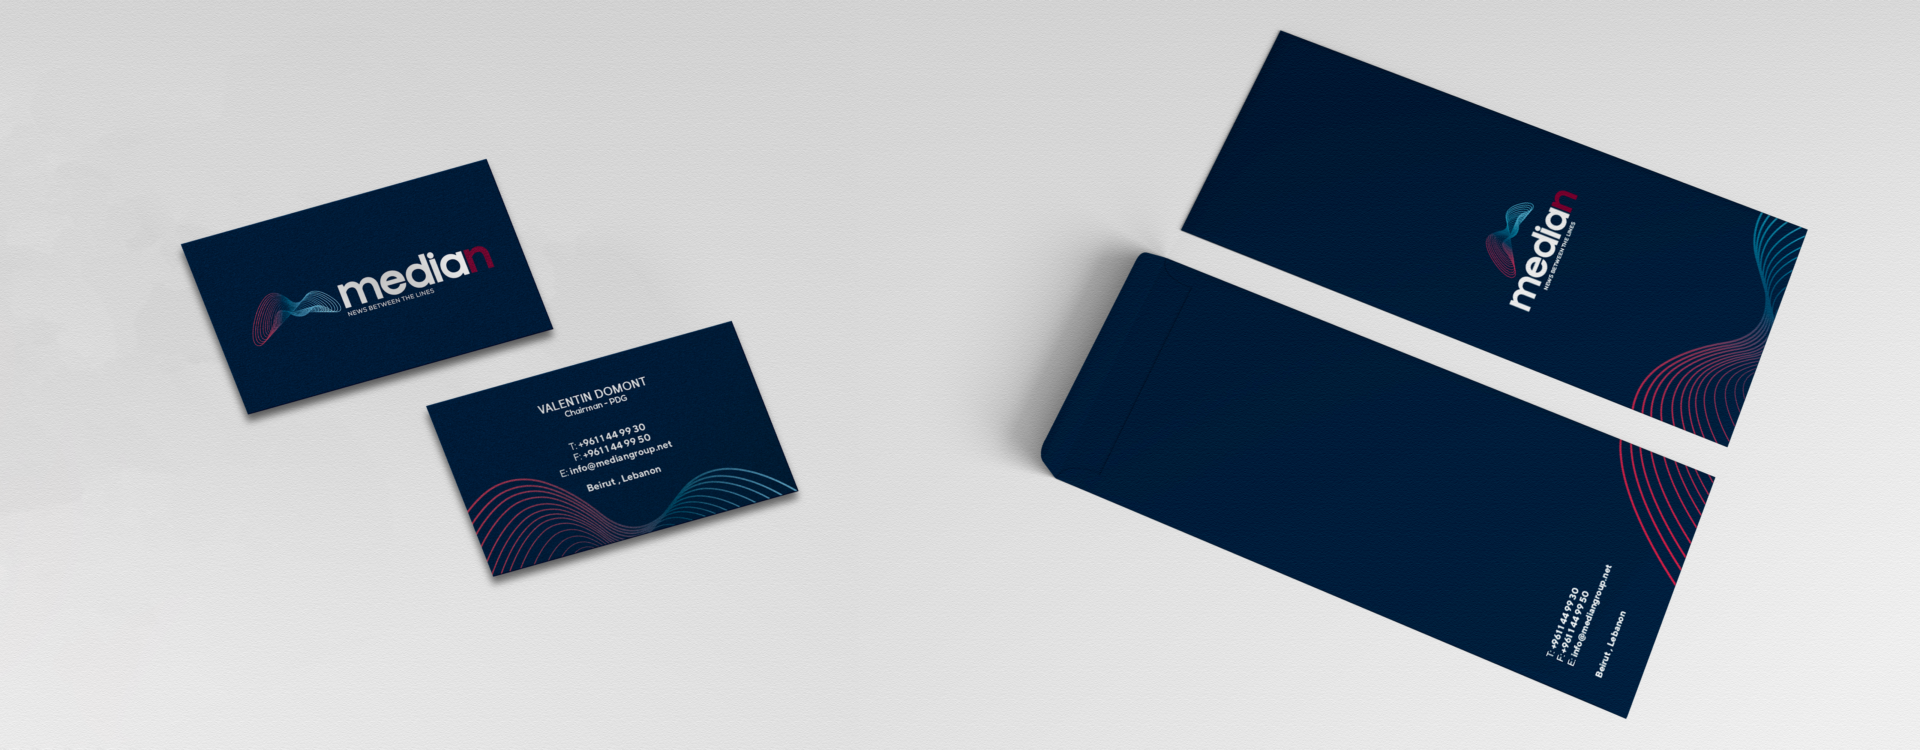 median
NEWS BETWEEN THE LINES
VALENTIN DOMONT
Chairman - PDG
T: +961 1 44 99 30
F: +961 1 44 99 50
E: info@mediangroup.net
Beirut , Lebanon
median
NEWS BETWEEN THE LINES
T: +961 1 44 99 30
F: +961 1 44 99 50
E: info@mediangroup.net
Beirut , Lebanon